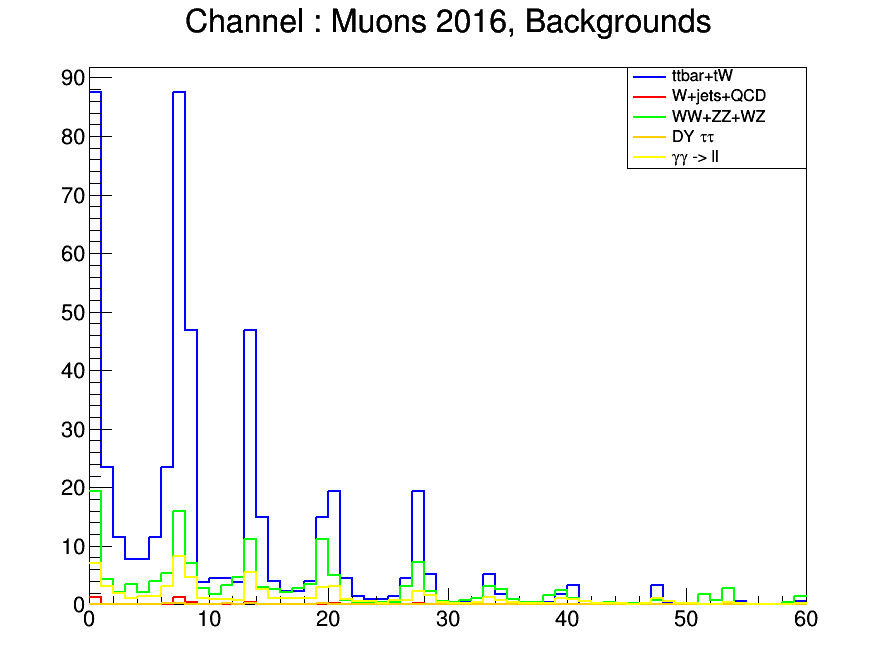 Channel : Muons 2016, Backgrounds
ttbar+tW
W+jets+QCD
WW+ZZ+WZ
DY ττ
γγ -> ll
90
80
70
60
50
40
30
20
10
0
0 10 20 30 40 50 60